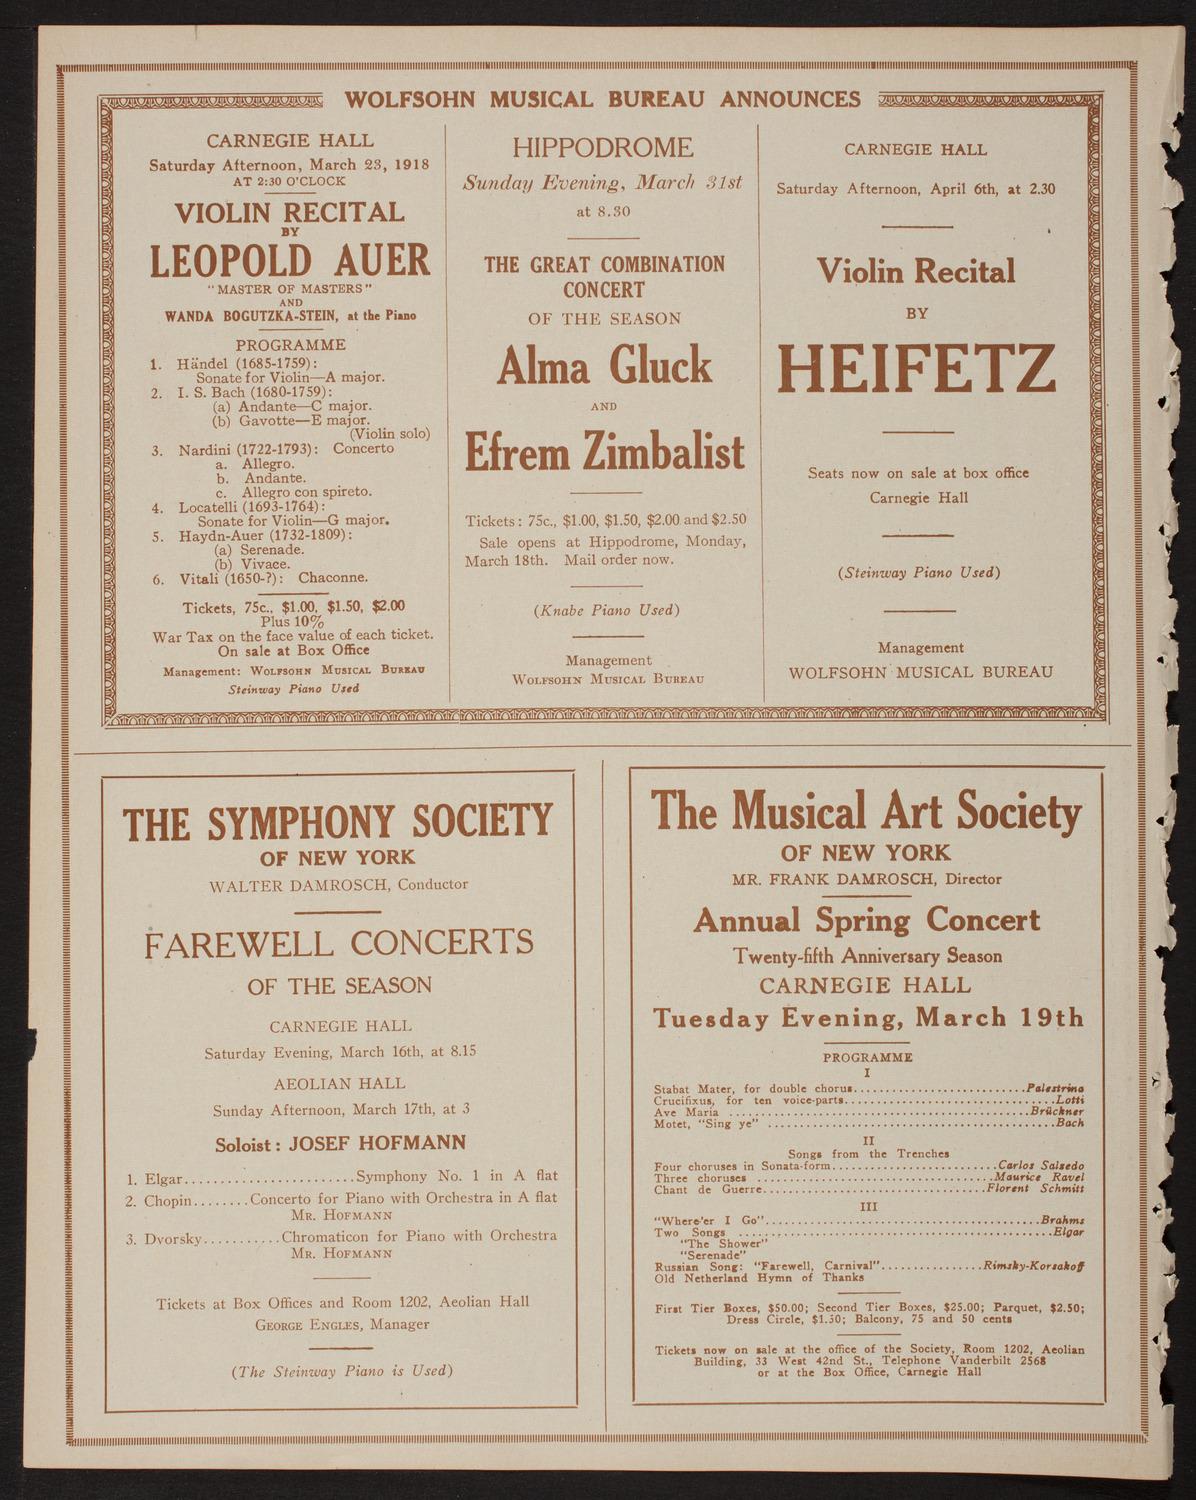 WOLFSOHN MUSICAL BUREAU ANNOUNCES
CARNEGIE HALL
Saturday Afternoon, March 23, 1918
AT 2:30 O'CLOCK
VIOLIN RECITAL
BY
LEOPOLD AUER
"MASTER OF MASTERS"
AND
WANDA BOGUTZKA-STEIN, at the Piano
PROGRAMME
1. Händel (1685-1759):
Sonate for Violin—A major.
2. I. S. Bach (1680-1759):
(a) Andante—C major.
(b) Gavotte—E major.
(Violin solo)
3. Nardini (1722-1793): Concerto
a. Allegro.
b. Andante.
c. Allegro con spireto.
4. Locatelli (1693-1764):
Sonate for Violin—G major.
5. Haydn-Auer (1732-1809):
(a) Serenade.
(b) Vivace.
6. Vitali (1650-?): Chaconne.
Tickets, 75c., $1.00, $1.50, $2.00
Plus 10%
War Tax on the face value of each ticket.
On sale at Box Office
Management: WOLFSOHN MUSICAL BUREAU
Steinway Piano Used
HIPPODROME
Sunday Evening, March 31st
at 8.30
THE GREAT COMBINATION
CONCERT
OF THE SEASON
Alma Gluck
AND
Efrem Zimbalist
Tickets: 75c., $1.00, $1.50, $2.00 and $2.50
Sale opens at Hippodrome, Monday,
March 18th. Mail order now.
(Knabe Piano Used)
Management
WOLFSOHN MUSICAL BUREAU
CARNEGIE HALL
Saturday Afternoon, April 6th, at 2.30
Violin Recital
BY
HEIFETZ
Seats now on sale at box office
Carnegie Hall
(Steinway Piano Used)
Management
WOLFSOHN MUSICAL BUREAU
THE SYMPHONY SOCIETY
OF NEW YORK
WALTER DAMROSCH, Conductor
FAREWELL CONCERTS
OF THE SEASON
CARNEGIE HALL
Saturday Evening, March 16th, at 8.15
AEOLIAN HALL
Sunday Afternoon, March 17th, at 3
Soloist: JOSEF HOFMANN
1. Elgar........................Symphony No. 1 in A flat
2. Chopin........Concerto for Piano with Orchestra in A flat
MR. HOFMANN
3. Dvorsky...........Chromaticon for Piano with Orchestra
MR. HOFMANN
Tickets at Box Offices and Room 1202, Aeolian Hall
GEORGE ENGLES, Manager
(The Steinway Piano is Used)
The Musical Art Society
OF NEW YORK
MR. FRANK DAMROSCH, Director
Annual Spring Concert
Twenty-fifth Anniversary Season
CARNEGIE HALL
Tuesday Evening, March 19th
PROGRAMME
I
Stabat Mater, for double chorus...........................Palestrina
Crucifixus, for ten voice-parts.................................Lotti
Ave Maria ...............................................Brückner
Motet, "Sing ye" .............................................Bach
II
Songs from the Trenches
Four choruses in Sonata-form..........................Carlos Salzedo
Three choruses .....................................Maurice Ravel
Chant de Guerre...................................Florent Schmitt
III
"Where'er I Go"...........................................Brahms
Two Songs .................................................Elgar
"The Shower"
"Serenade"
Russian Song: "Farewell, Carnival"................Rimsky-Korsakoff
Old Netherland Hymn of Thanks
First Tier Boxes, $50.00; Second Tier Boxes, $25.00; Parquet, $2.50;
Dress Circle, $1.50; Balcony, 75 and 50 cents
Tickets now on sale at the office of the Society, Room 1202, Aeolian
Building, 33 West 42nd St., Telephone Vanderbilt 2568
or at the Box Office, Carnegie Hall